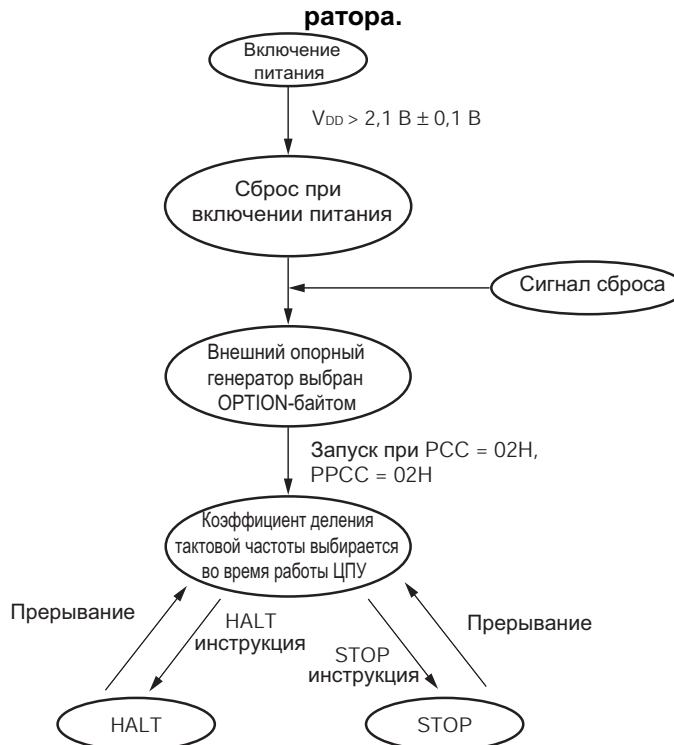 ратора.
Включение
питания
VDD > 2,1 В ± 0,1 В
Сброс при
включении питания
Сигнал сброса
Внешний опорный
генератор выбран
OPTION-байтом
Запуск при PCC = 02H,
PPCC = 02H
Коэффициент деления
тактовой частоты выбирается
во время работы ЦПУ
Прерывание
HALT
инструкция
STOP
инструкция
Прерывание
HALT
STOP